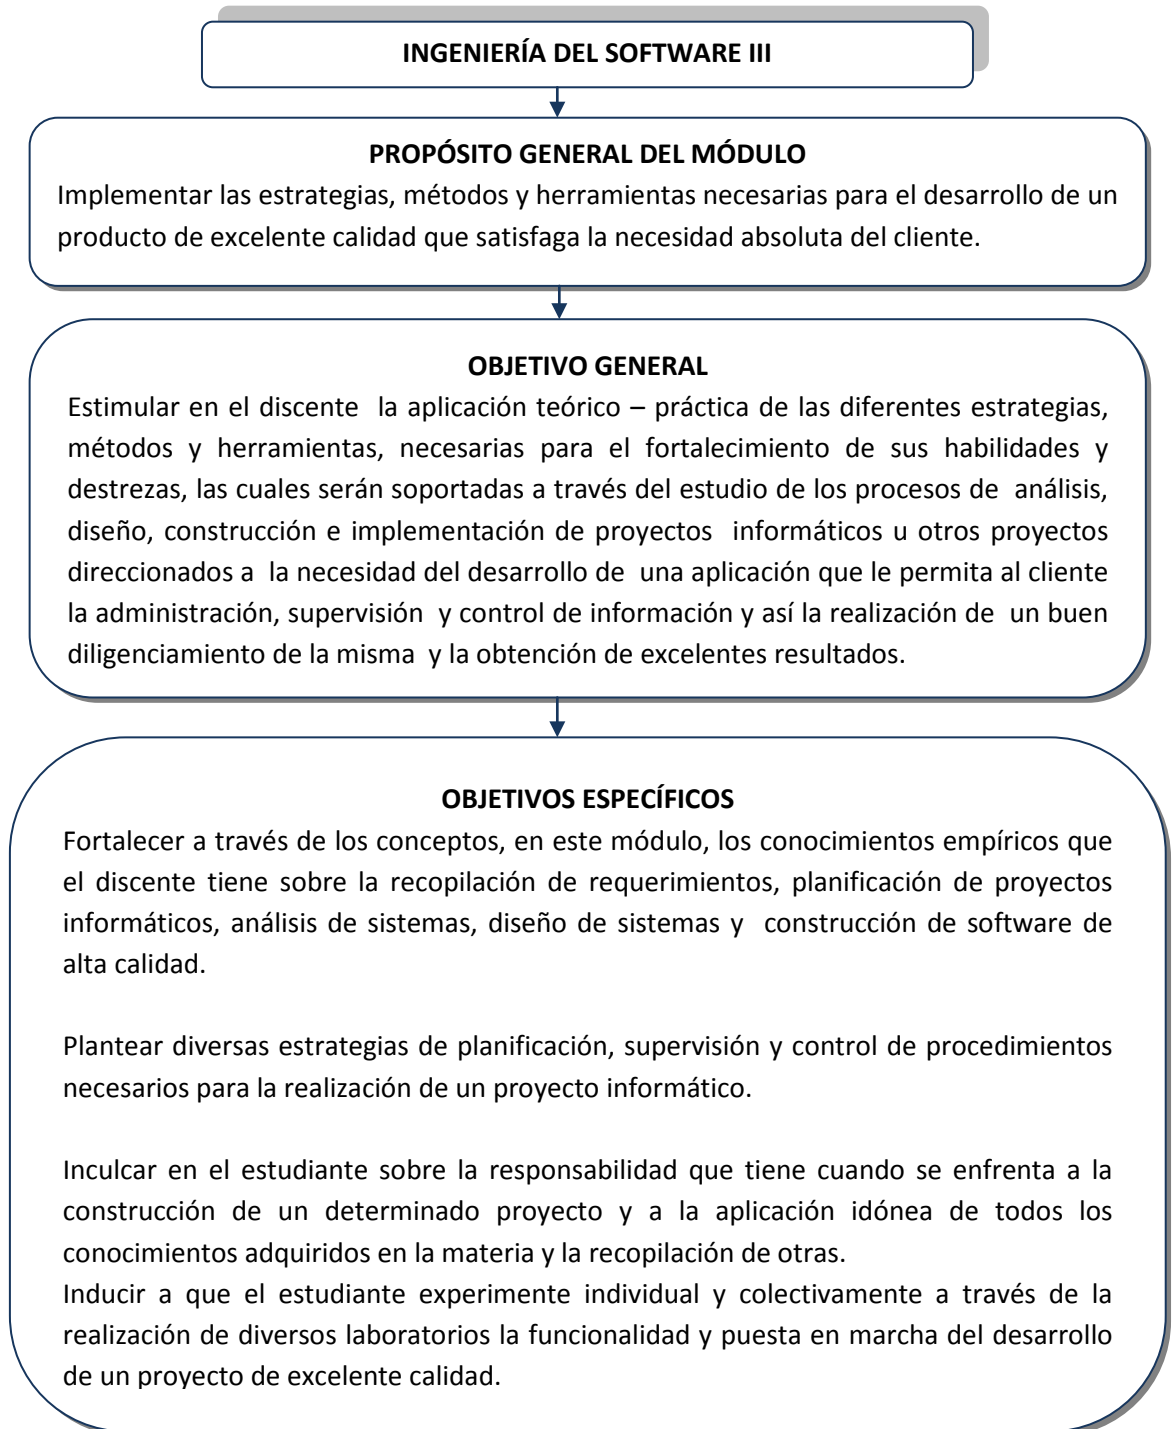 INGENIERÍA DEL SOFTWARE III
PROPÓSITO GENERAL DEL MÓDULO
Implementar las estrategias, métodos y herramientas necesarias para el desarrollo de un
producto de excelente calidad que satisfaga la necesidad absoluta del cliente.
OBJETIVO GENERAL
Estimular en el discente la aplicación teórico – práctica de las diferentes estrategias,
métodos y herramientas, necesarias para el fortalecimiento de sus habilidades y
destrezas, las cuales serán soportadas a través del estudio de los procesos de análisis,
diseño, construcción e implementación de proyectos informáticos u otros proyectos
direccionados a la necesidad del desarrollo de una aplicación que le permita al cliente
la administración, supervisión y control de información y así la realización de un buen
diligenciamiento de la misma y la obtención de excelentes resultados.
OBJETIVOS ESPECÍFICOS
Fortalecer a través de los conceptos, en este módulo, los conocimientos empíricos que
el discente tiene sobre la recopilación de requerimientos, planificación de proyectos
informáticos, análisis de sistemas, diseño de sistemas y construcción de software de
alta calidad.
Plantear diversas estrategias de planificación, supervisión y control de procedimientos
necesarios para la realización de un proyecto informático.
Inculcar en el estudiante sobre la responsabilidad que tiene cuando se enfrenta a la
construcción de un determinado proyecto y a la aplicación idónea de todos los
conocimientos adquiridos en la materia y la recopilación de otras.
Inducir a que el estudiante experimente individual y colectivamente a través de la
realización de diversos laboratorios la funcionalidad y puesta en marcha del desarrollo
de un proyecto de excelente calidad.